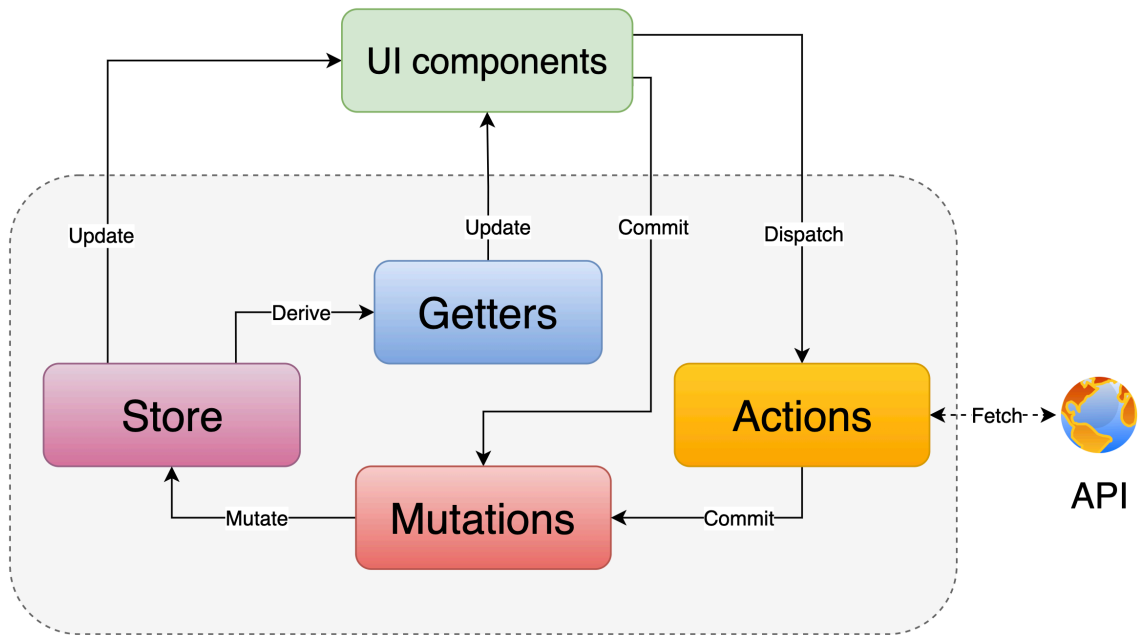 UI components
Update
Update
Commit
Dispatch
Derive
Getters
Store
Actions
Fetch
API
Mutate
Mutations
Commit